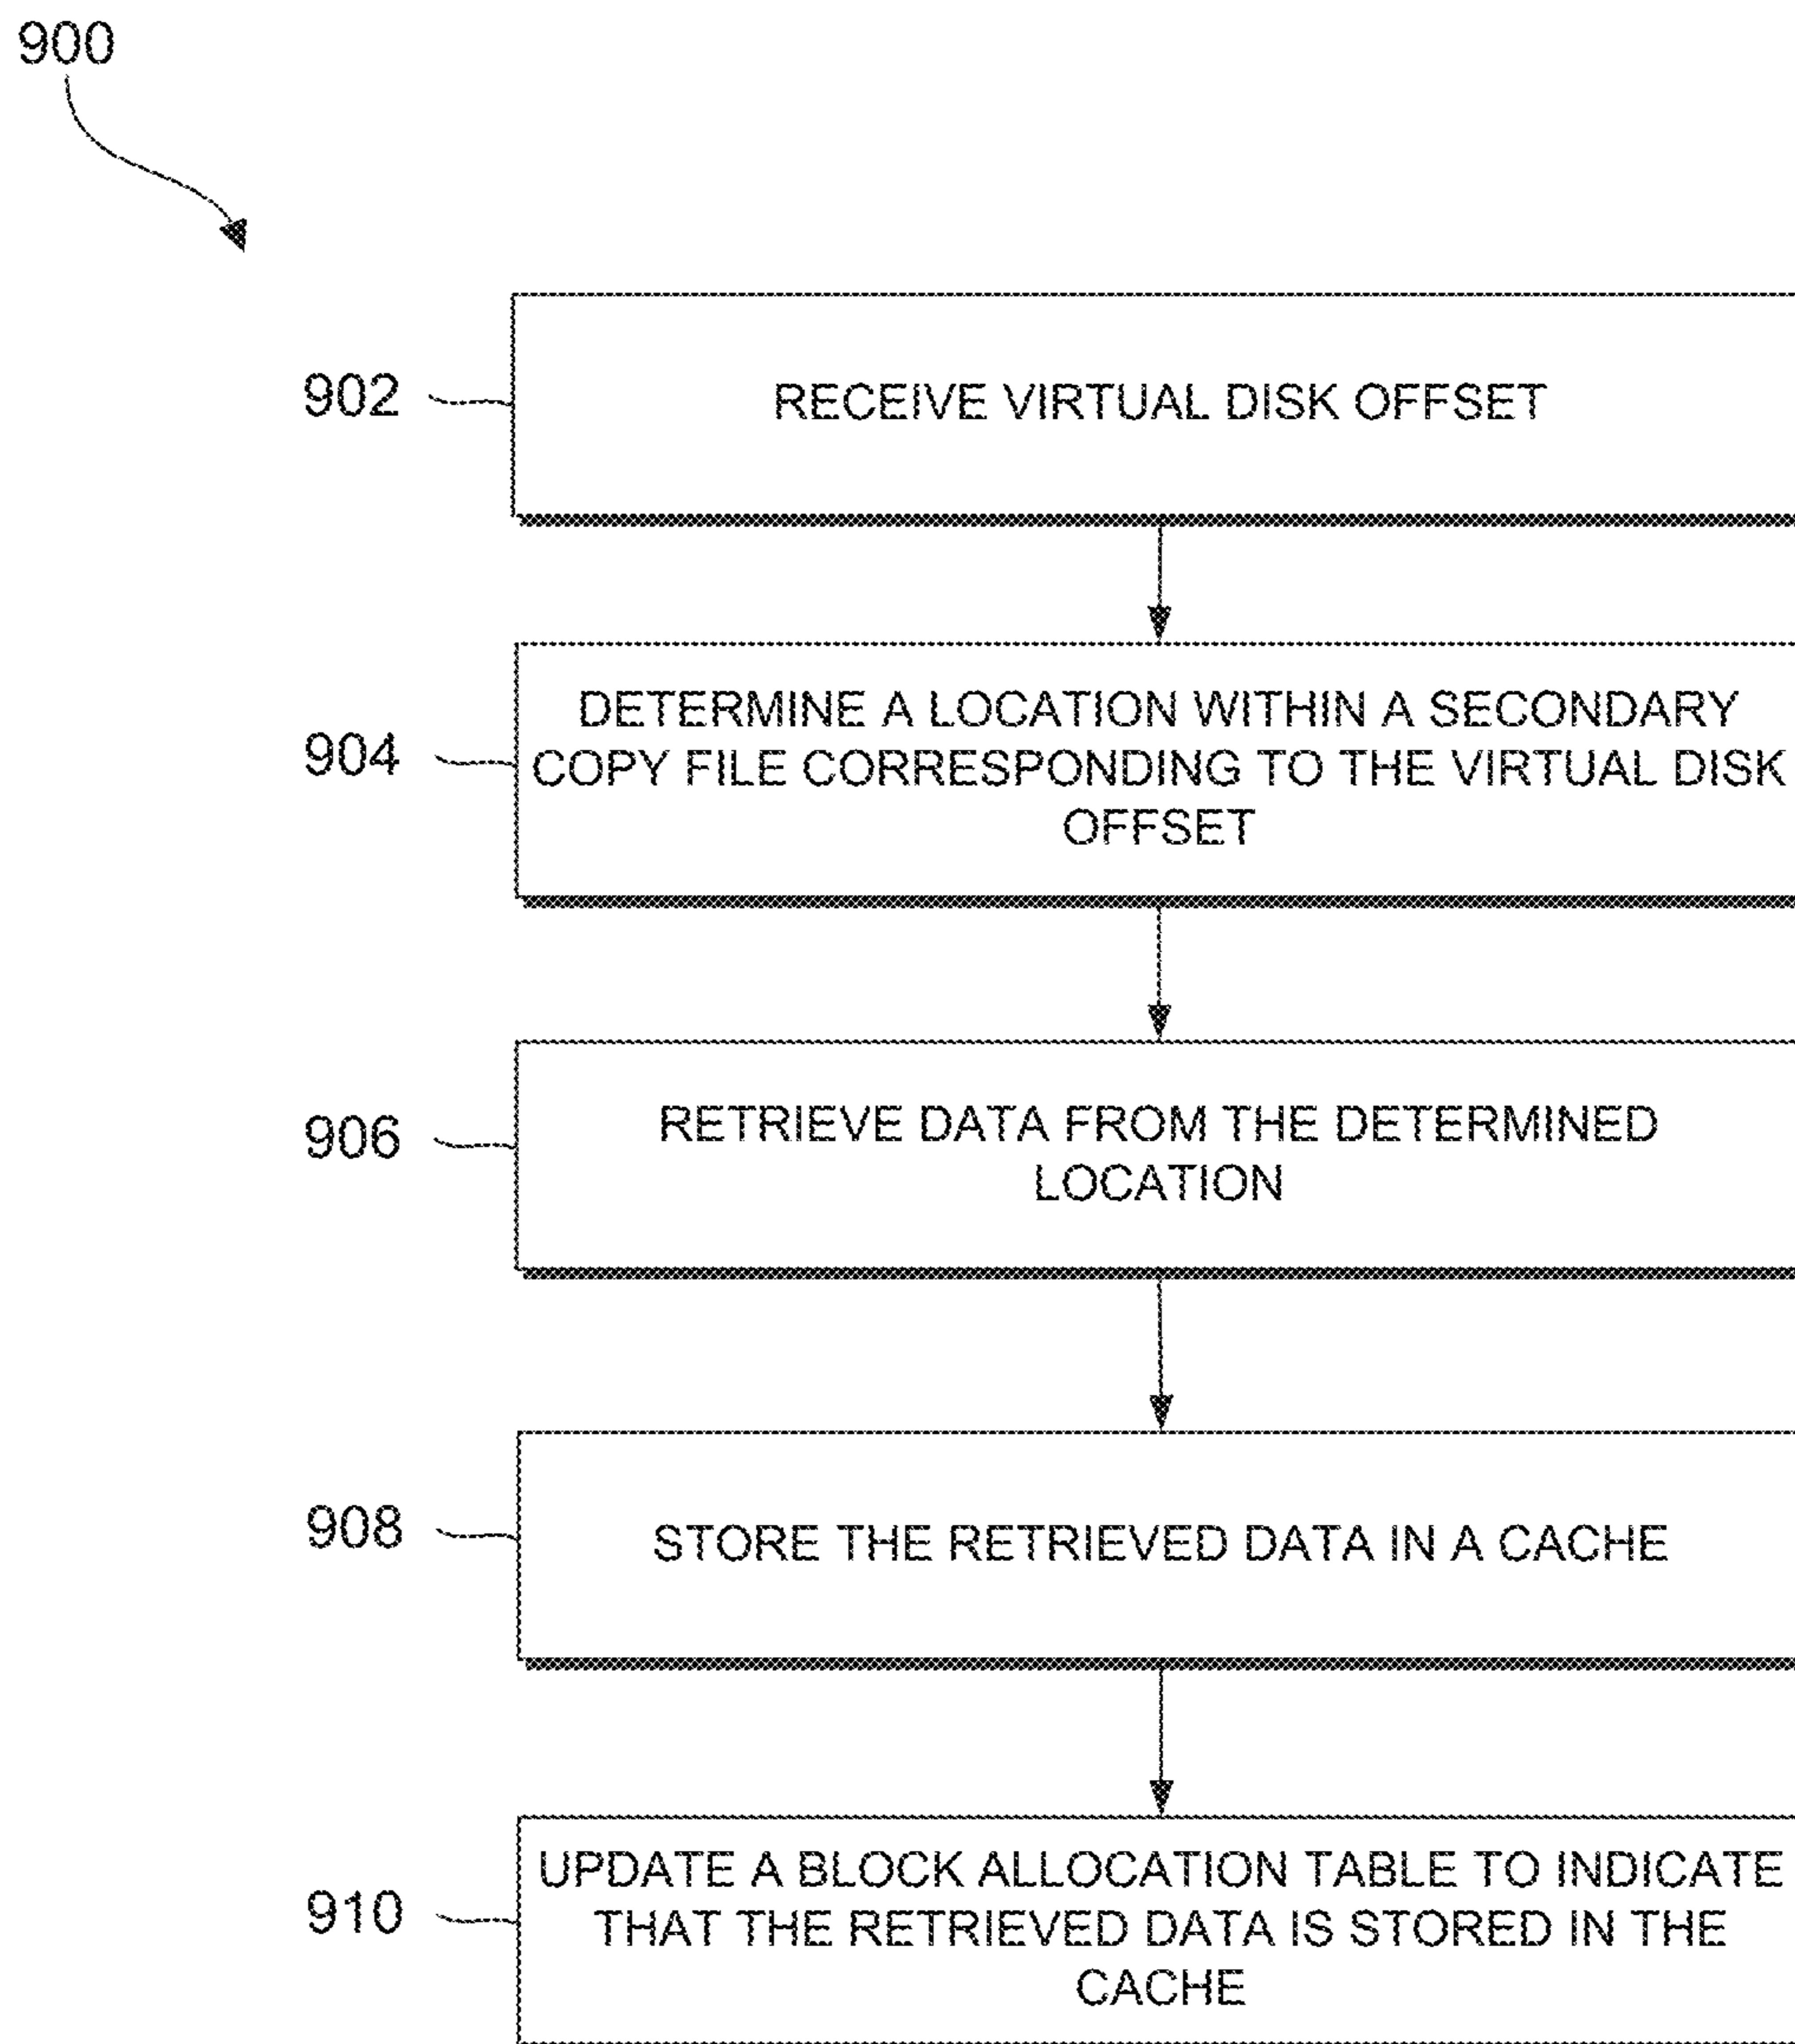 900
902
RECEIVE VIRTUAL DISK OFFSET
904
DETERMINE A LOCATION WITHIN A SECONDARY
COPY FILE CORRESPONDING TO THE VIRTUAL DISK
OFFSET
906
RETRIEVE DATA FROM THE DETERMINED
LOCATION
908
STORE THE RETRIEVED DATA IN A CACHE
910
UPDATE A BLOCK ALLOCATION TABLE TO INDICATE
THAT THE RETRIEVED DATA IS STORED IN THE
CACHE